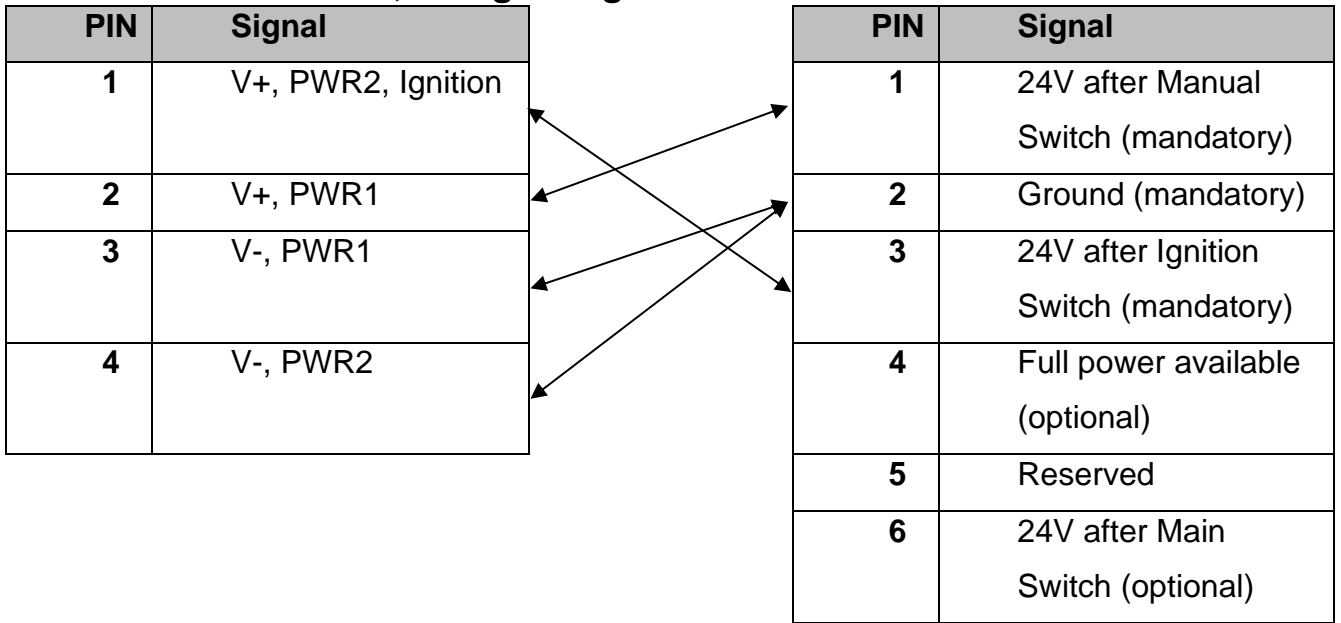 PIN Signal
1 V+, PWR2, Ignition
2 V+, PWR1
3 V-, PWR1
4 V-, PWR2
PIN Signal
1 24V after Manual
Switch (mandatory)
2 Ground (mandatory)
3 24V after Ignition
Switch (mandatory)
4 Full power available
(optional)
5 Reserved
6 24V after Main
Switch (optional)